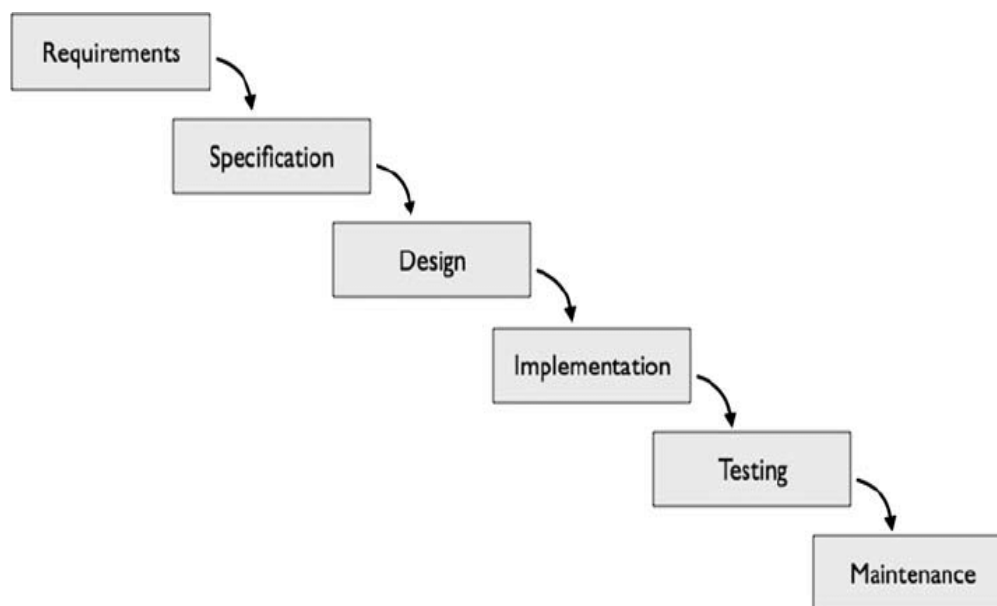 Requirements
Specification
Design
Implementation
Testing
Maintenance